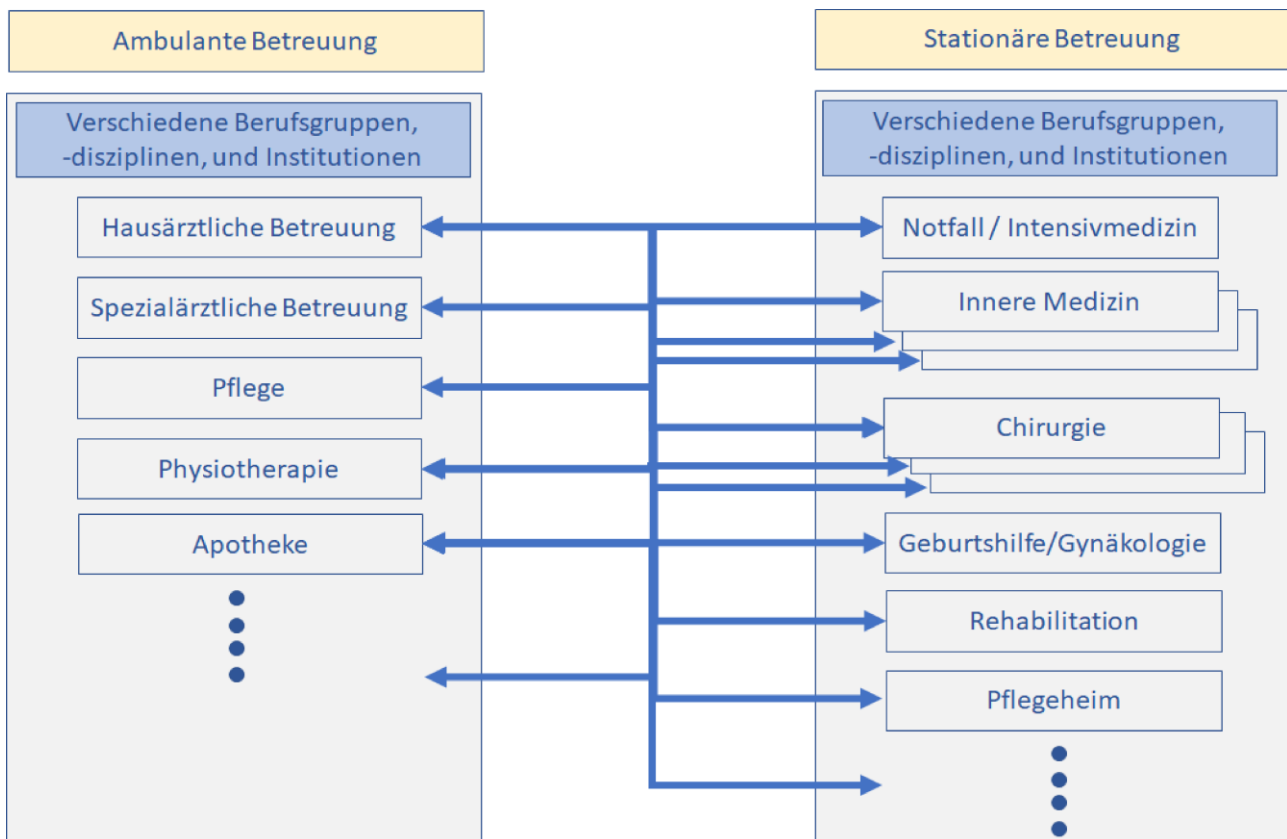 Ambulante Betreuung
Verschiedene Berufsgruppen,
-disziplinen, und Institutionen
Hausärztliche Betreuung
Spezialärztliche Betreuung
Pflege
Physiotherapie
Apotheke
Stationäre Betreuung
Verschiedene Berufsgruppen,
-disziplinen, und Institutionen
Notfall / Intensivmedizin
Innere Medizin
Chirurgie
Geburtshilfe/Gynäkologie
Rehabilitation
Pflegeheim